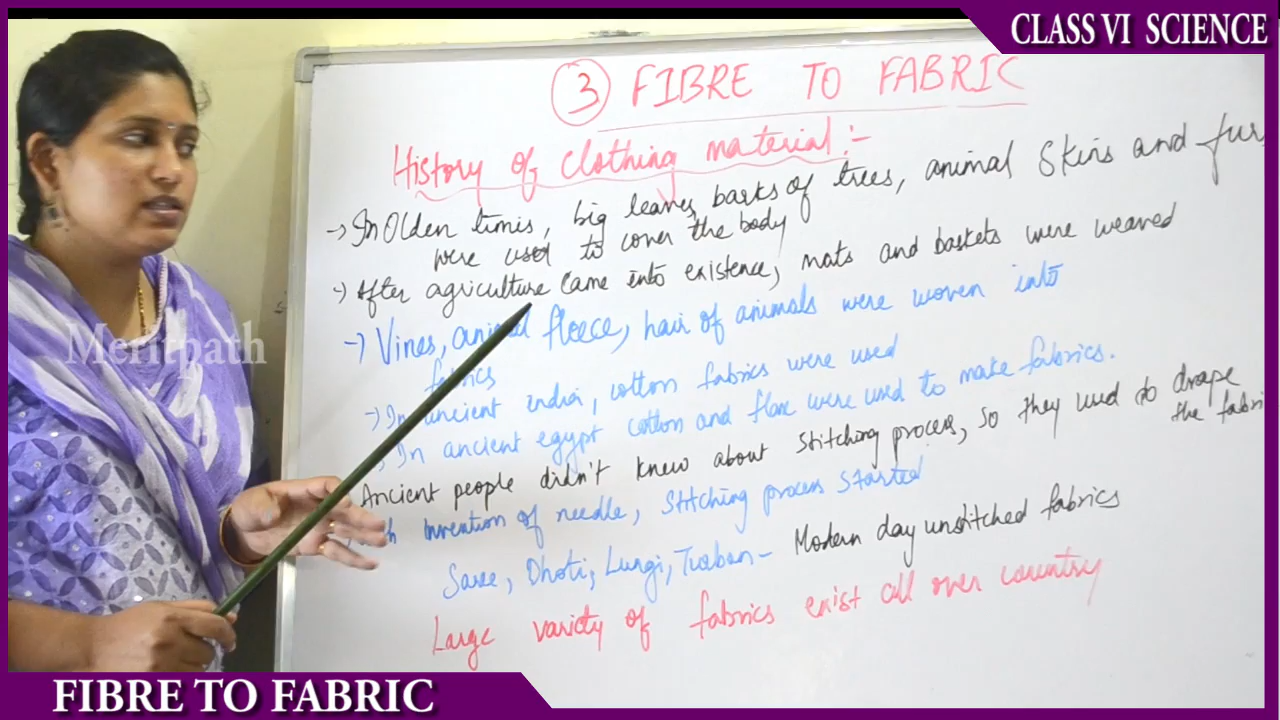 CLASS VI SCIENCE
3 FIBRE TO FABRIC
History of clothing material :-
→ In Olden times, big leaves, barks of trees, animal Skins and fur
were used to cover the body
→ After agriculture came into existence, mats and baskets were weaved
→ Vines, animal fleece, hair of animals were woven into
fabrics
→ In ancient india, cotton fabrics were used
In ancient egypt cotton and flax were used to make fabrics.
Ancient people didn't knew about stitching process, so they used to drape
the fabri
invention of needle, Stitching process Started
Saree, Dhoti, Lungi, Turban - Modern day unstitched fabrics
Large variety of fabrics exist all over country
Meritpath
FIBRE TO FABRIC